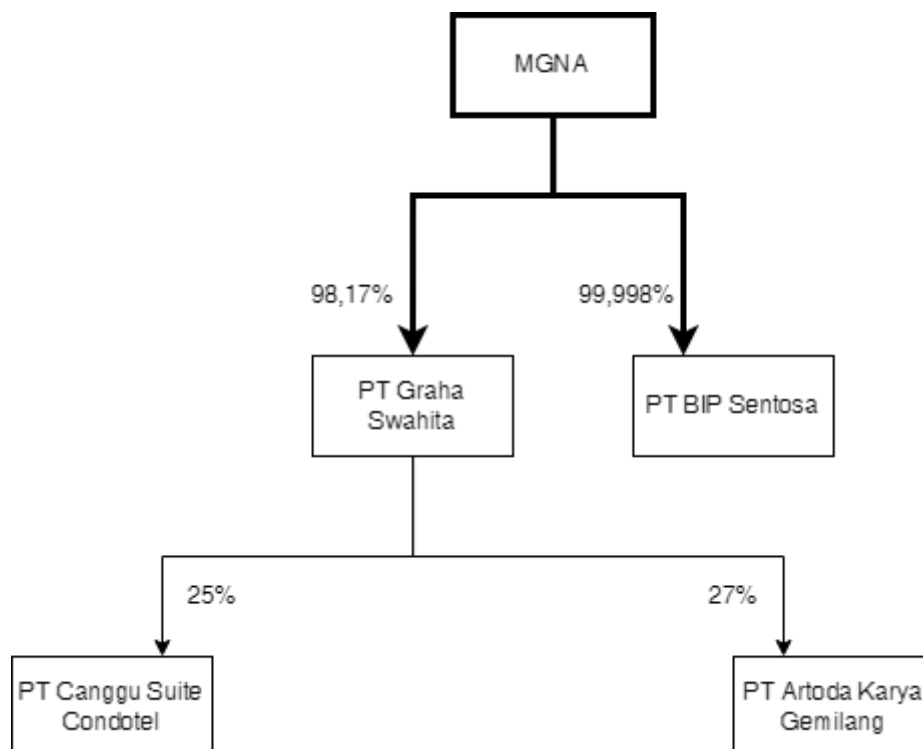 MGNA
98,17%
99,998%
PT Graha
Swahita
PT BIP Sentosa
25%
27%
PT Canggu Suite
Condotel
PT Artoda Karya
Gemilang